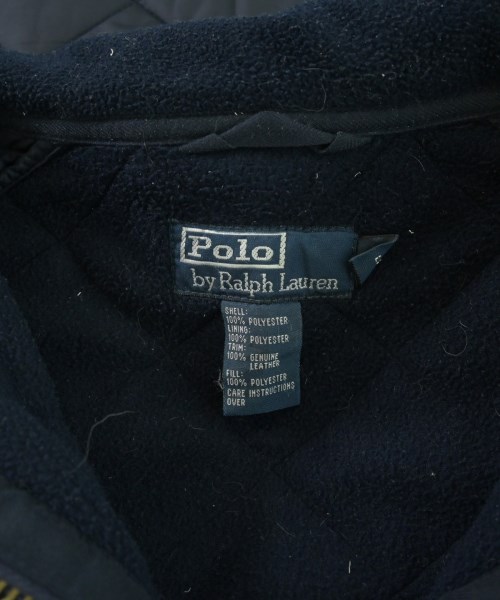 Polo
by Ralph Lauren
SHELL:
100% POLYESTER
LINING:
100% POLYESTER
TRIM:
100% GENUINE
LEATHER
FILL:
100% POLYESTER
CARE INSTRUCTIONS
OVER